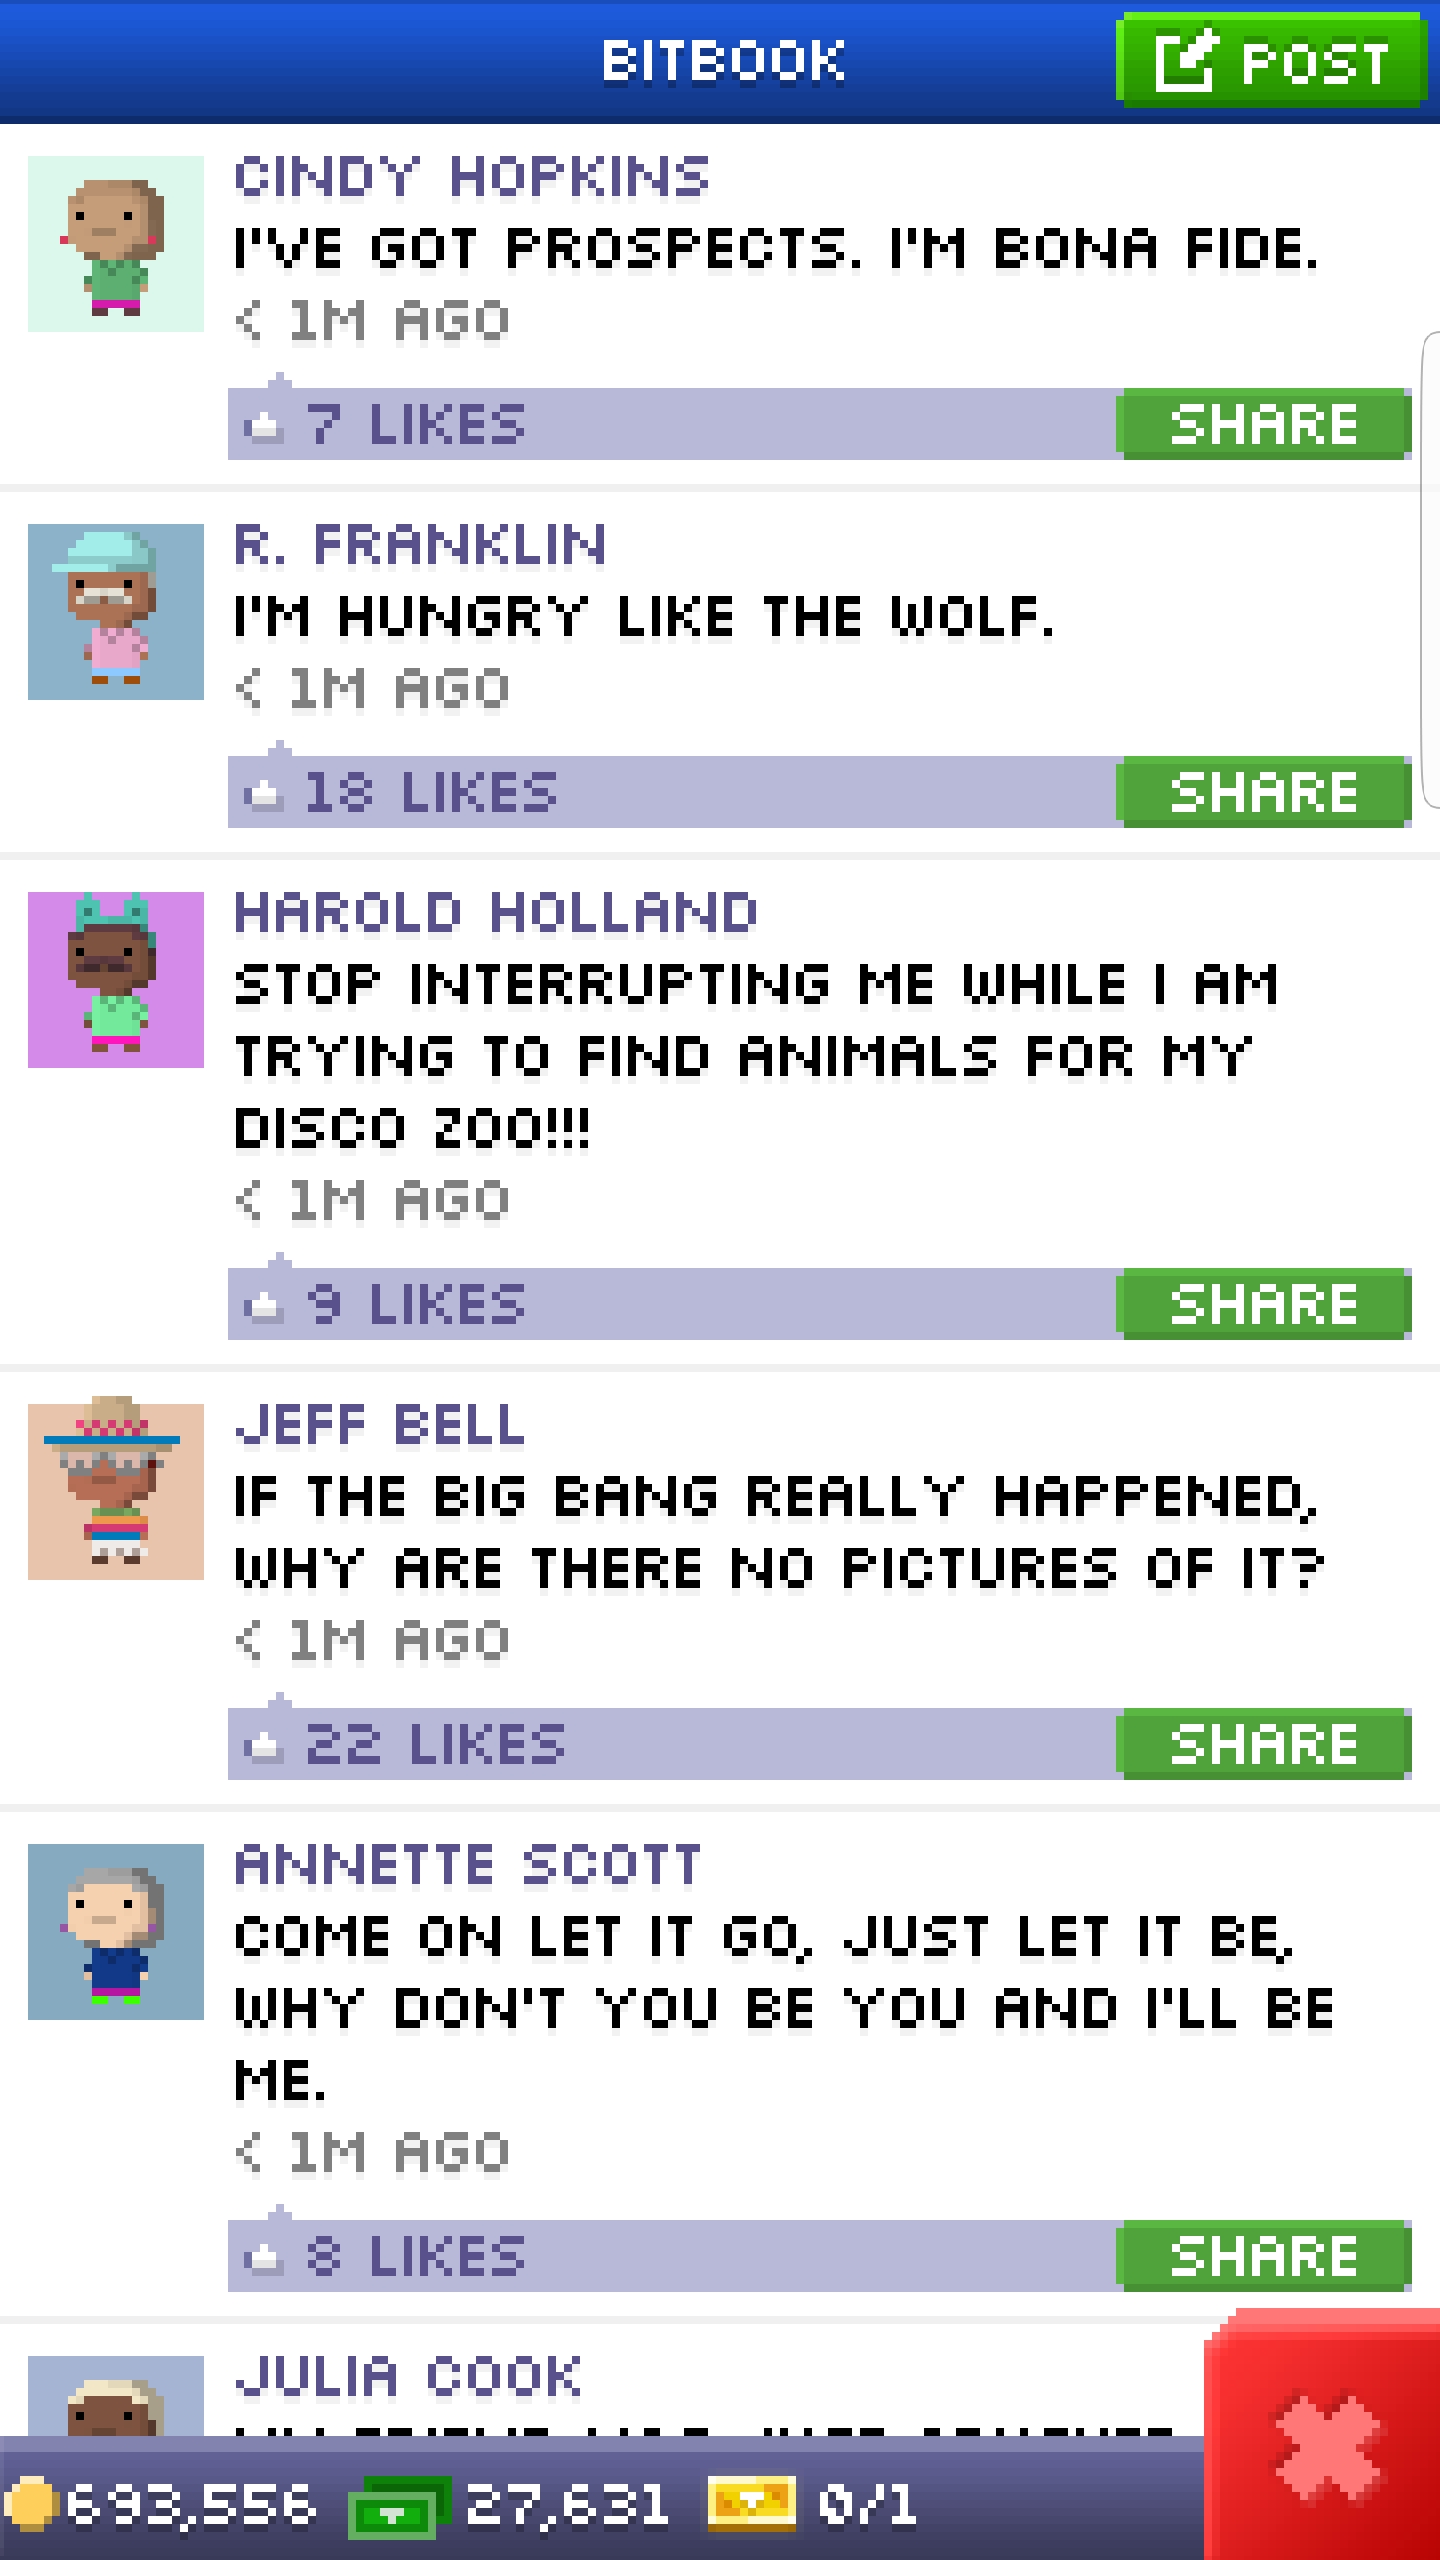 BITBOOK
POST
CINDY HOPKINS
I'VE GOT PROSPECTS. I'M BONA FIDE.
< 1M AGO
7 LIKES
SHARE
R. FRANKLIN
I'M HUNGRY LIKE THE WOLF.
< 1M AGO
18 LIKES
SHARE
HAROLD HOLLAND
STOP INTERRUPTING ME WHILE I AM
TRYING TO FIND ANIMALS FOR MY
DISCO ZOO!!!
< 1M AGO
9 LIKES
SHARE
JEFF BELL
IF THE BIG BANG REALLY HAPPENED,
WHY ARE THERE NO PICTURES OF IT?
< 1M AGO
22 LIKES
SHARE
ANNETTE SCOTT
COME ON LET IT GO, JUST LET IT BE,
WHY DON'T YOU BE YOU AND I'LL BE
ME.
< 1M AGO
8 LIKES
SHARE
JULIA COOK
693,556
27,631
0/1